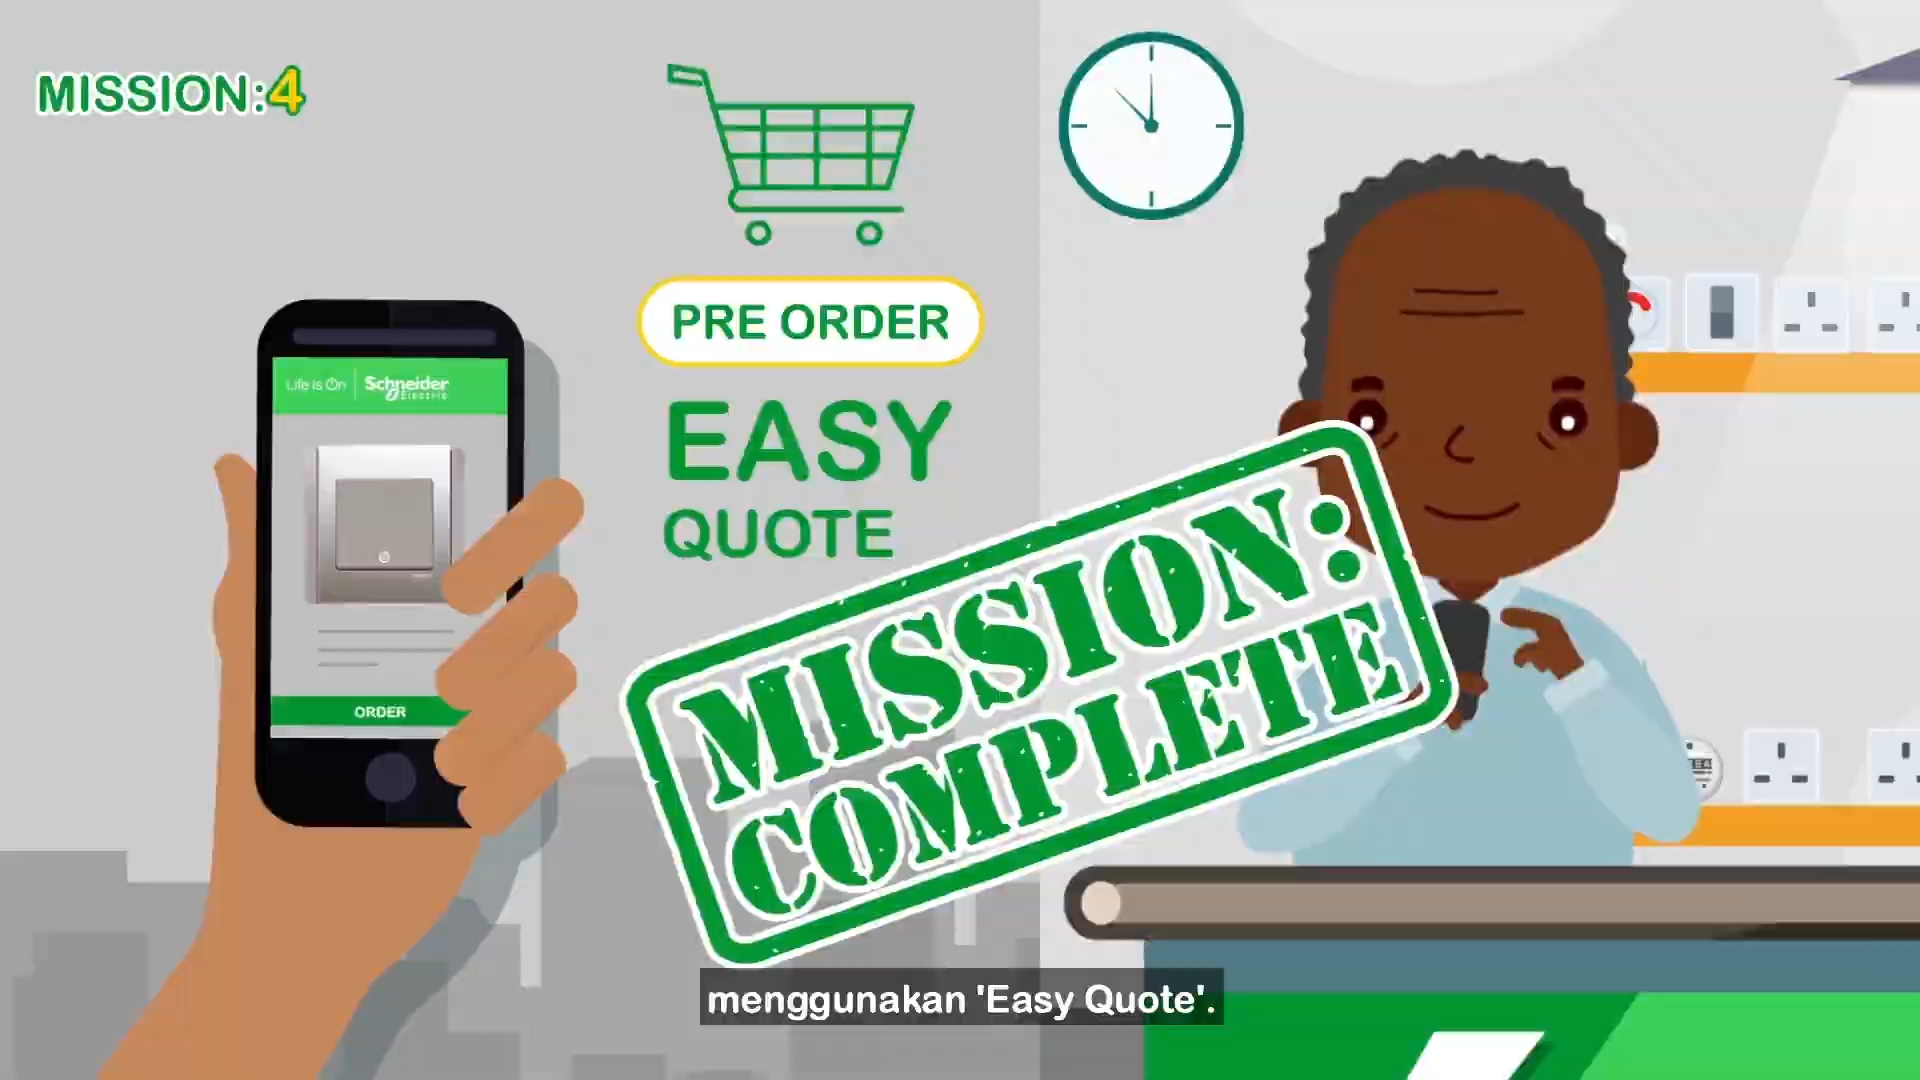 MISSION:4
PRE ORDER
EASY
QUOTE
Life is On | Schneider
Electric
ORDER
MISSION:
COMPLETE
menggunakan 'Easy Quote'.